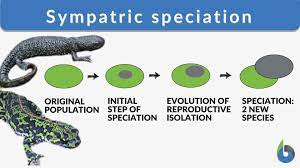 Sympatric speciation
ORIGINAL
POPULATION
INITIAL
STEP OF
SPECIATION
EVOLUTION OF
REPRODUCTIVE
ISOLATION
SPECIATION:
2 NEW
SPECIES